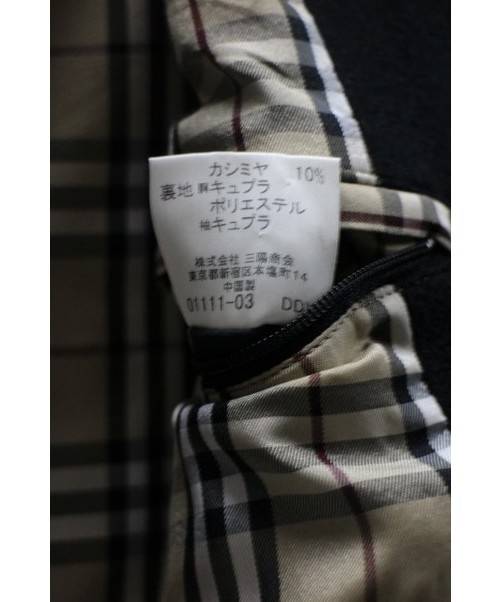 カシミヤ 10%
裏地 胴キュプラ
ポリエステル
袖キュプラ
株式会社 三陽商会
東京都新宿区本塩町14
中国製
01111-03 DD